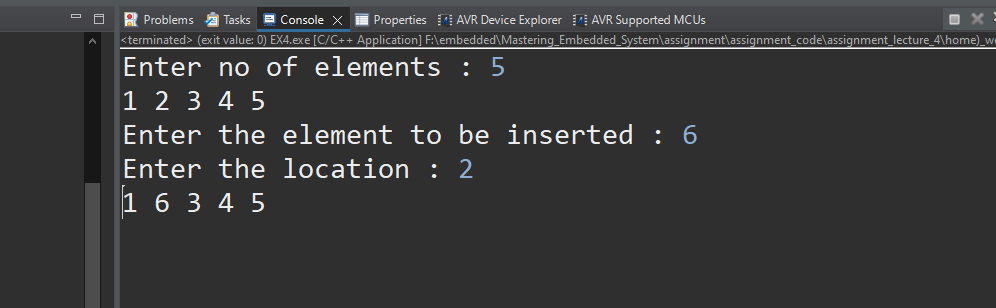 Problems Tasks Console Properties AVR Device Explorer AVR Supported MCUs
<terminated> (exit value: 0) EX4.exe [C/C++ Application] F:\embedded\Mastering_Embedded_System\assignment\assignment_code\assignment_lecture_4\home)_w
Enter no of elements : 5
1 2 3 4 5
Enter the element to be inserted : 6
Enter the location : 2
1 6 3 4 5